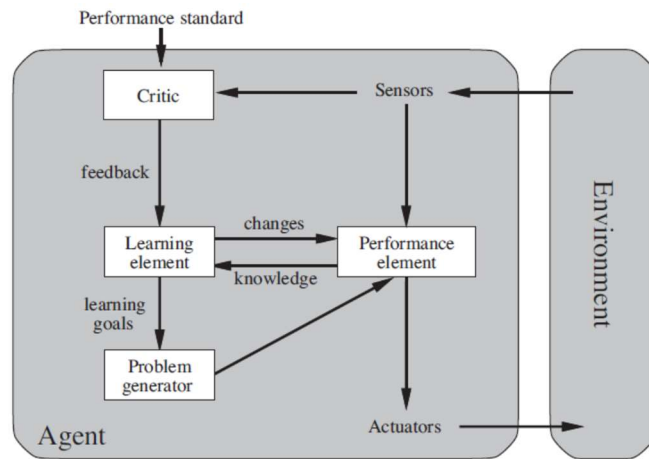 Performance standard
Critic
Sensors
feedback
changes
Learning
element
Performance
element
knowledge
learning
goals
Problem
generator
Agent
Actuators
Environment